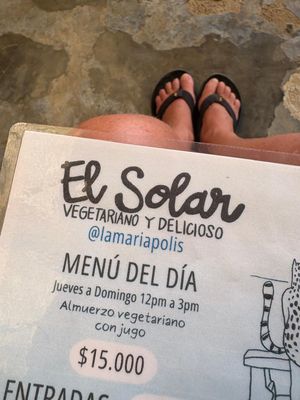 El Solar
VEGETARIANO Y DELICIOSO
@lamariapolis
MENÚ DEL DÍA
Jueves a Domingo 12pm a 3pm
Almuerzo vegetariano
con jugo
$15.000
ENTRADAS